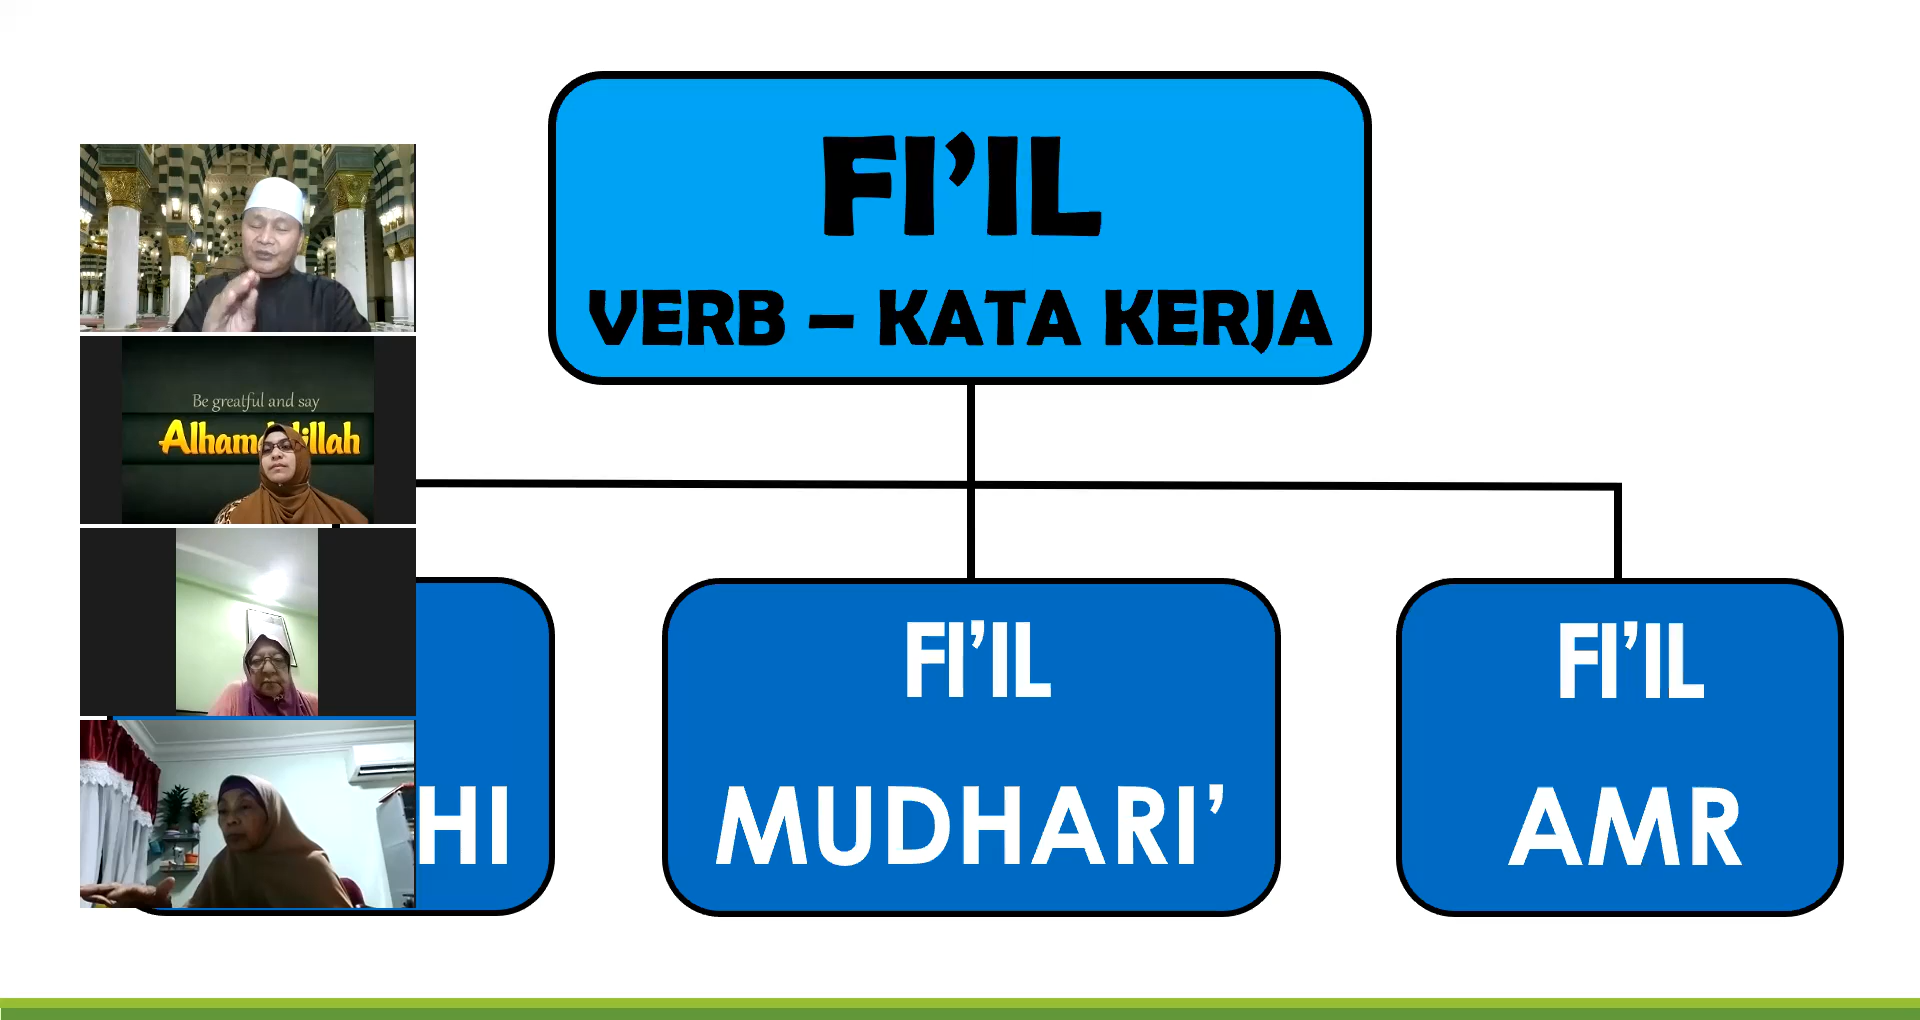 FI’IL
VERB – KATA KERJA
Be greatful and say
HI
FI’IL
MUDHARI’
FI’IL
AMR